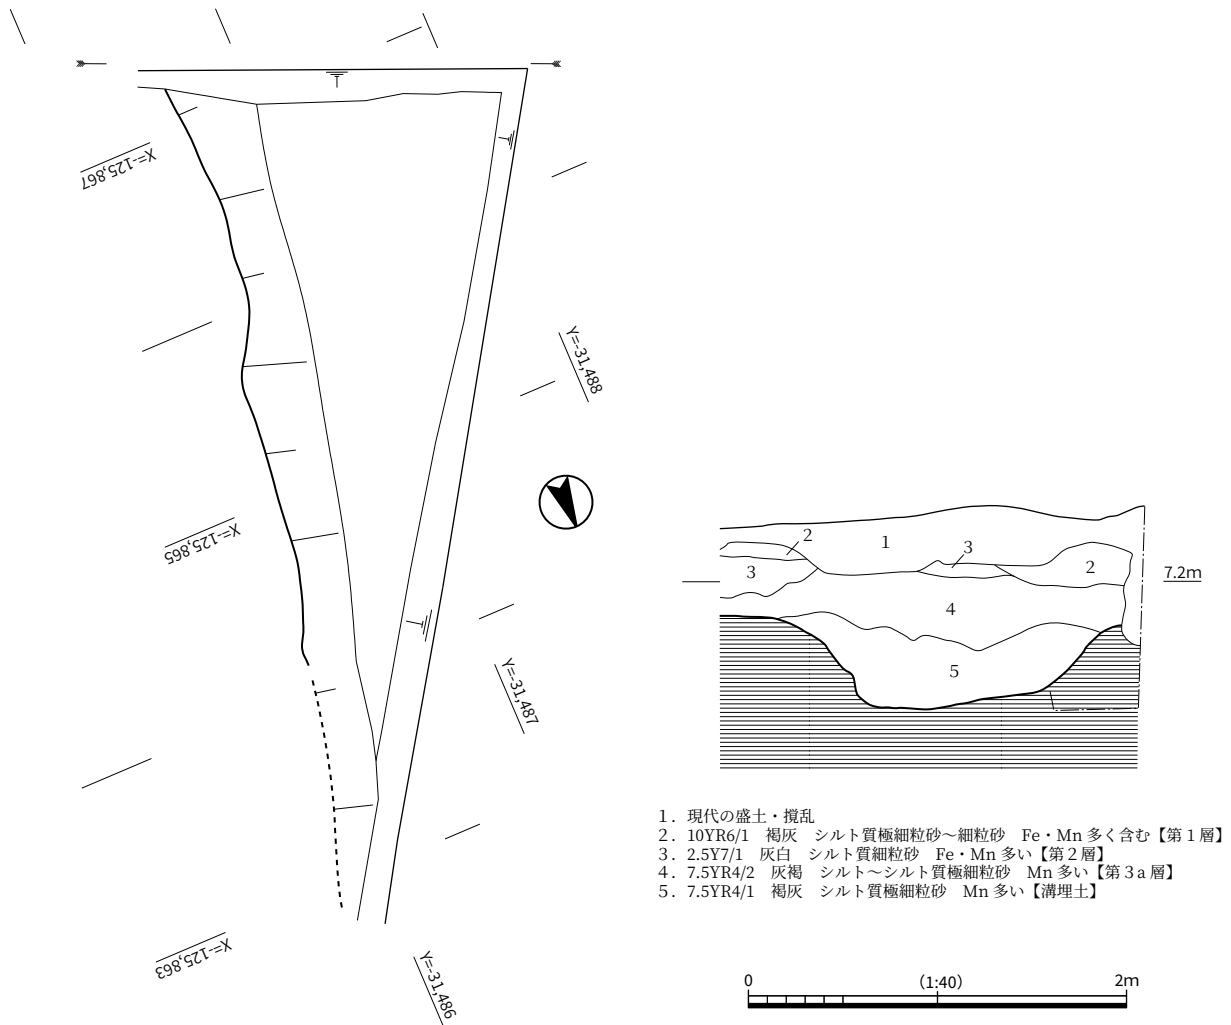 X=-125,867
Y=-31,488
X=-125,865
Y=-31,487
X=-125,863
Y=-31,486
2
1
3
3
2
7.2m
4
5
1．現代の盛土・撹乱
2．10YR6/1　褐灰　シルト質極細粒砂～細粒砂　Fe・Mn 多く含む【第１層】
3．2.5Y7/1　灰白　シルト質細粒砂　Fe・Mn 多い【第２層】
4．7.5YR4/2　灰褐　シルト～シルト質極細粒砂　Mn 多い【第３a 層】
5．7.5YR4/1　褐灰　シルト質極細粒砂　Mn 多い【溝埋土】
0　（1:40）　2m